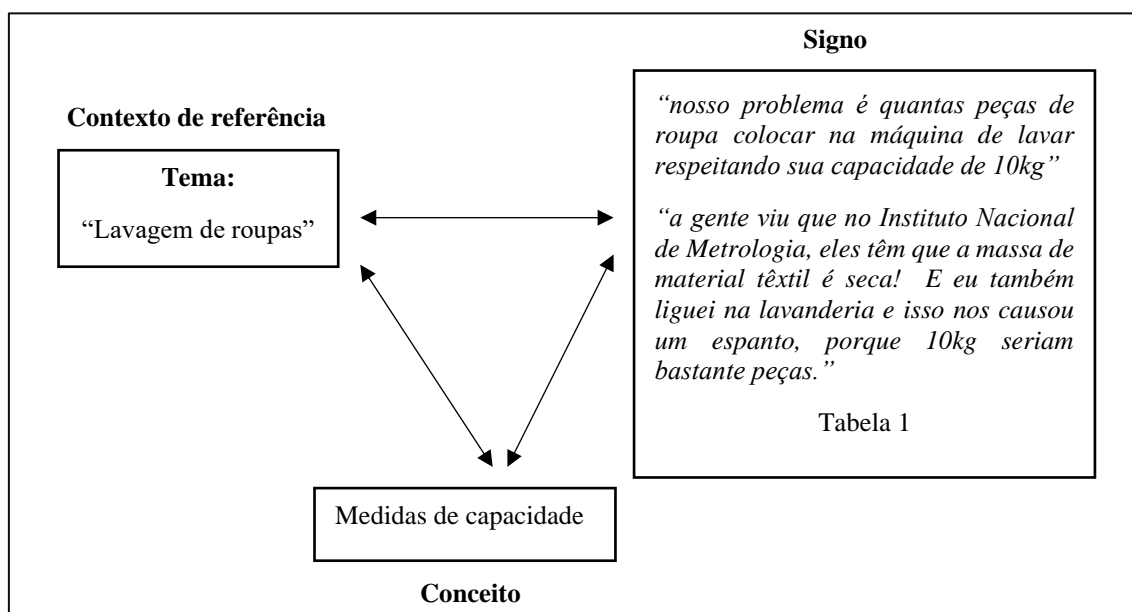 Signo
Contexto de referência
Tema:
“Lavagem de roupas”
“nosso problema é quantas peças de
roupa colocar na máquina de lavar
respeitando sua capacidade de 10kg”
“a gente viu que no Instituto Nacional
de Metrologia, eles têm que a massa de
material têxtil é seca! E eu também
liguei na lavanderia e isso nos causou
um espanto, porque 10kg seriam
bastante peças.”
Tabela 1
Medidas de capacidade
Conceito